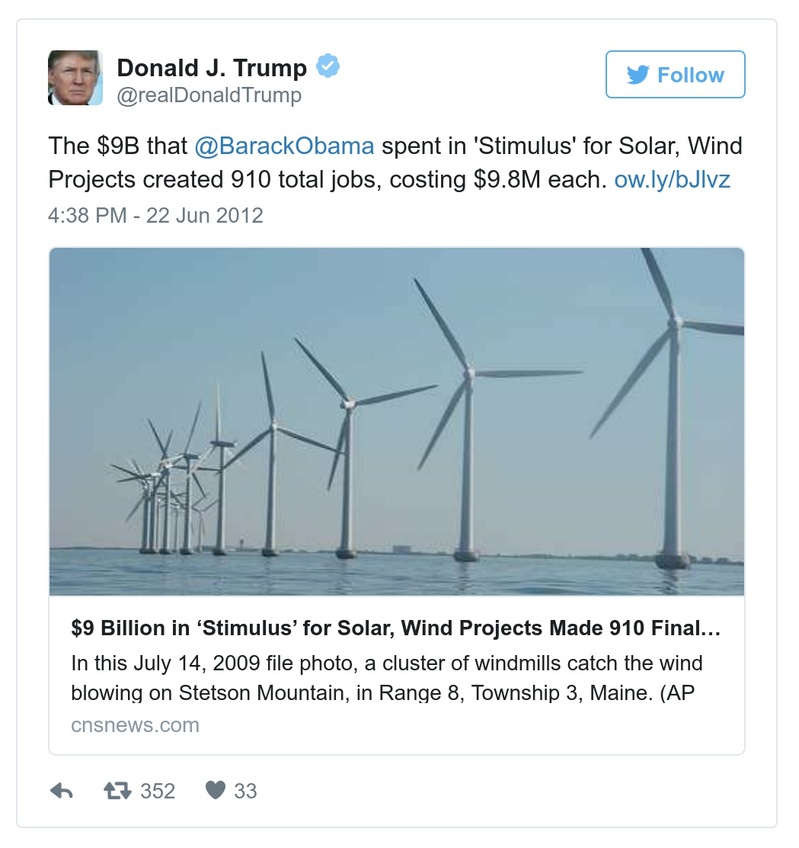 Donald J. Trump
@realDonaldTrump
Follow
The $9B that @BarackObama spent in 'Stimulus' for Solar, Wind
Projects created 910 total jobs, costing $9.8M each. ow.ly/bJlvz
4:38 PM - 22 Jun 2012
$9 Billion in ‘Stimulus’ for Solar, Wind Projects Made 910 Final…
In this July 14, 2009 file photo, a cluster of windmills catch the wind
blowing on Stetson Mountain, in Range 8, Township 3, Maine. (AP
cnsnews.com
352
33